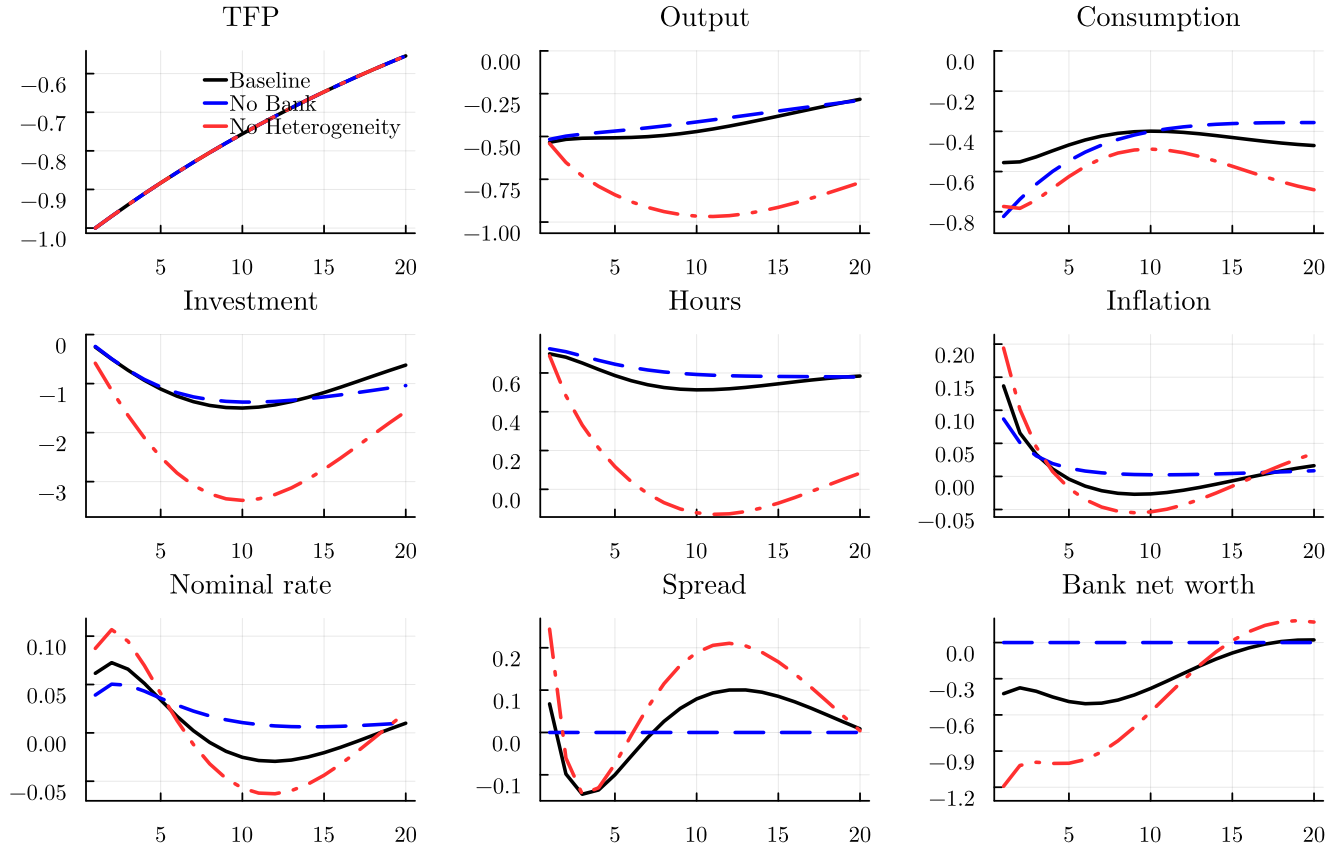 TFP
−0.6
−0.7
−0.8
−0.9
−1.0
Baseline
No Bank
No Heterogeneity
5 10 15 20
Output
0.00
−0.25
−0.50
−0.75
−1.00
5 10 15 20
Consumption
0.0
−0.2
−0.4
−0.6
−0.8
5 10 15 20
Investment
0
−1
−2
−3
5 10 15 20
Hours
0.6
0.4
0.2
0.0
5 10 15 20
Inflation
0.20
0.15
0.10
0.05
0.00
−0.05
5 10 15 20
Nominal rate
0.10
0.05
0.00
−0.05
5 10 15 20
Spread
0.2
0.1
0.0
−0.1
5 10 15 20
Bank net worth
0.0
−0.3
−0.6
−0.9
−1.2
5 10 15 20